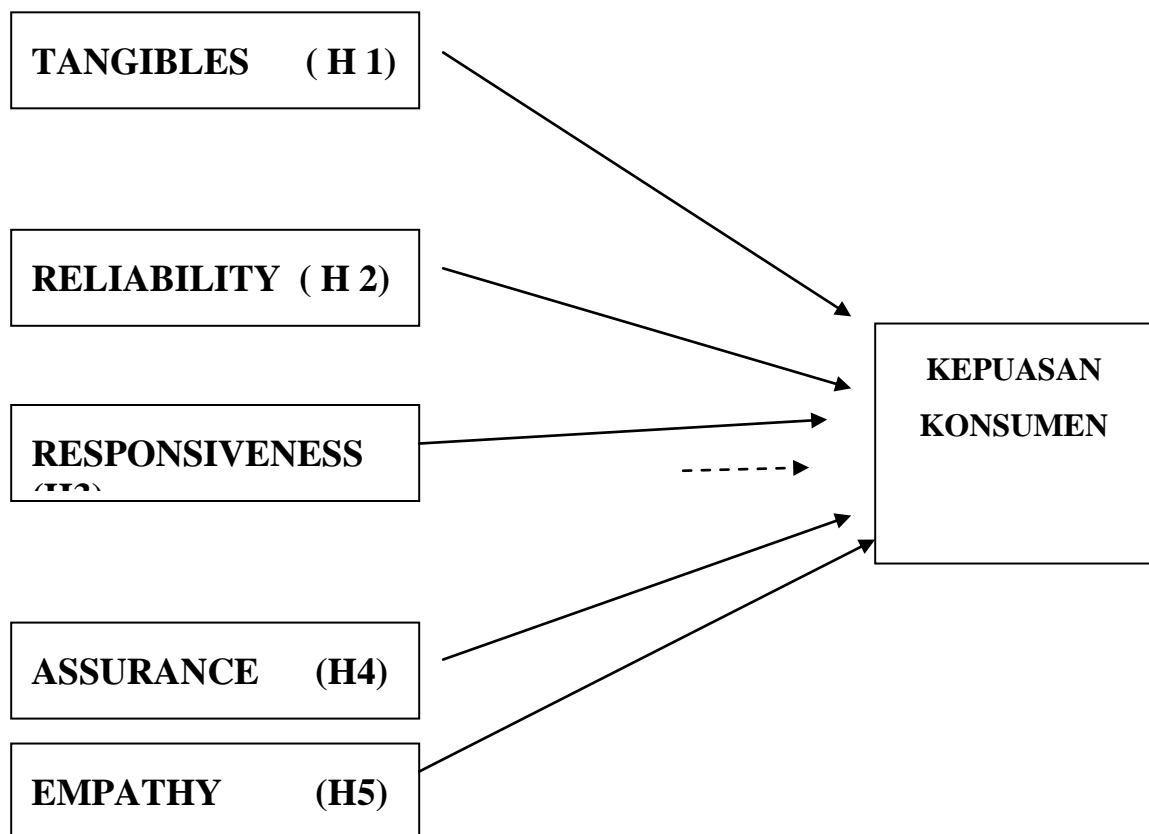 TANGIBLES ( H 1)
RELIABILITY ( H 2)
KEPUASAN
KONSUMEN
RESPONSIVENESS
ASSURANCE (H4)
EMPATHY (H5)